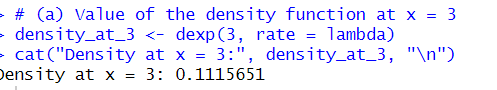 > # (a) Value of the density function at x = 3
> density_at_3 <- dexp(3, rate = lambda)
> cat("Density at x = 3:", density_at_3, "\n")
Density at x = 3: 0.1115651